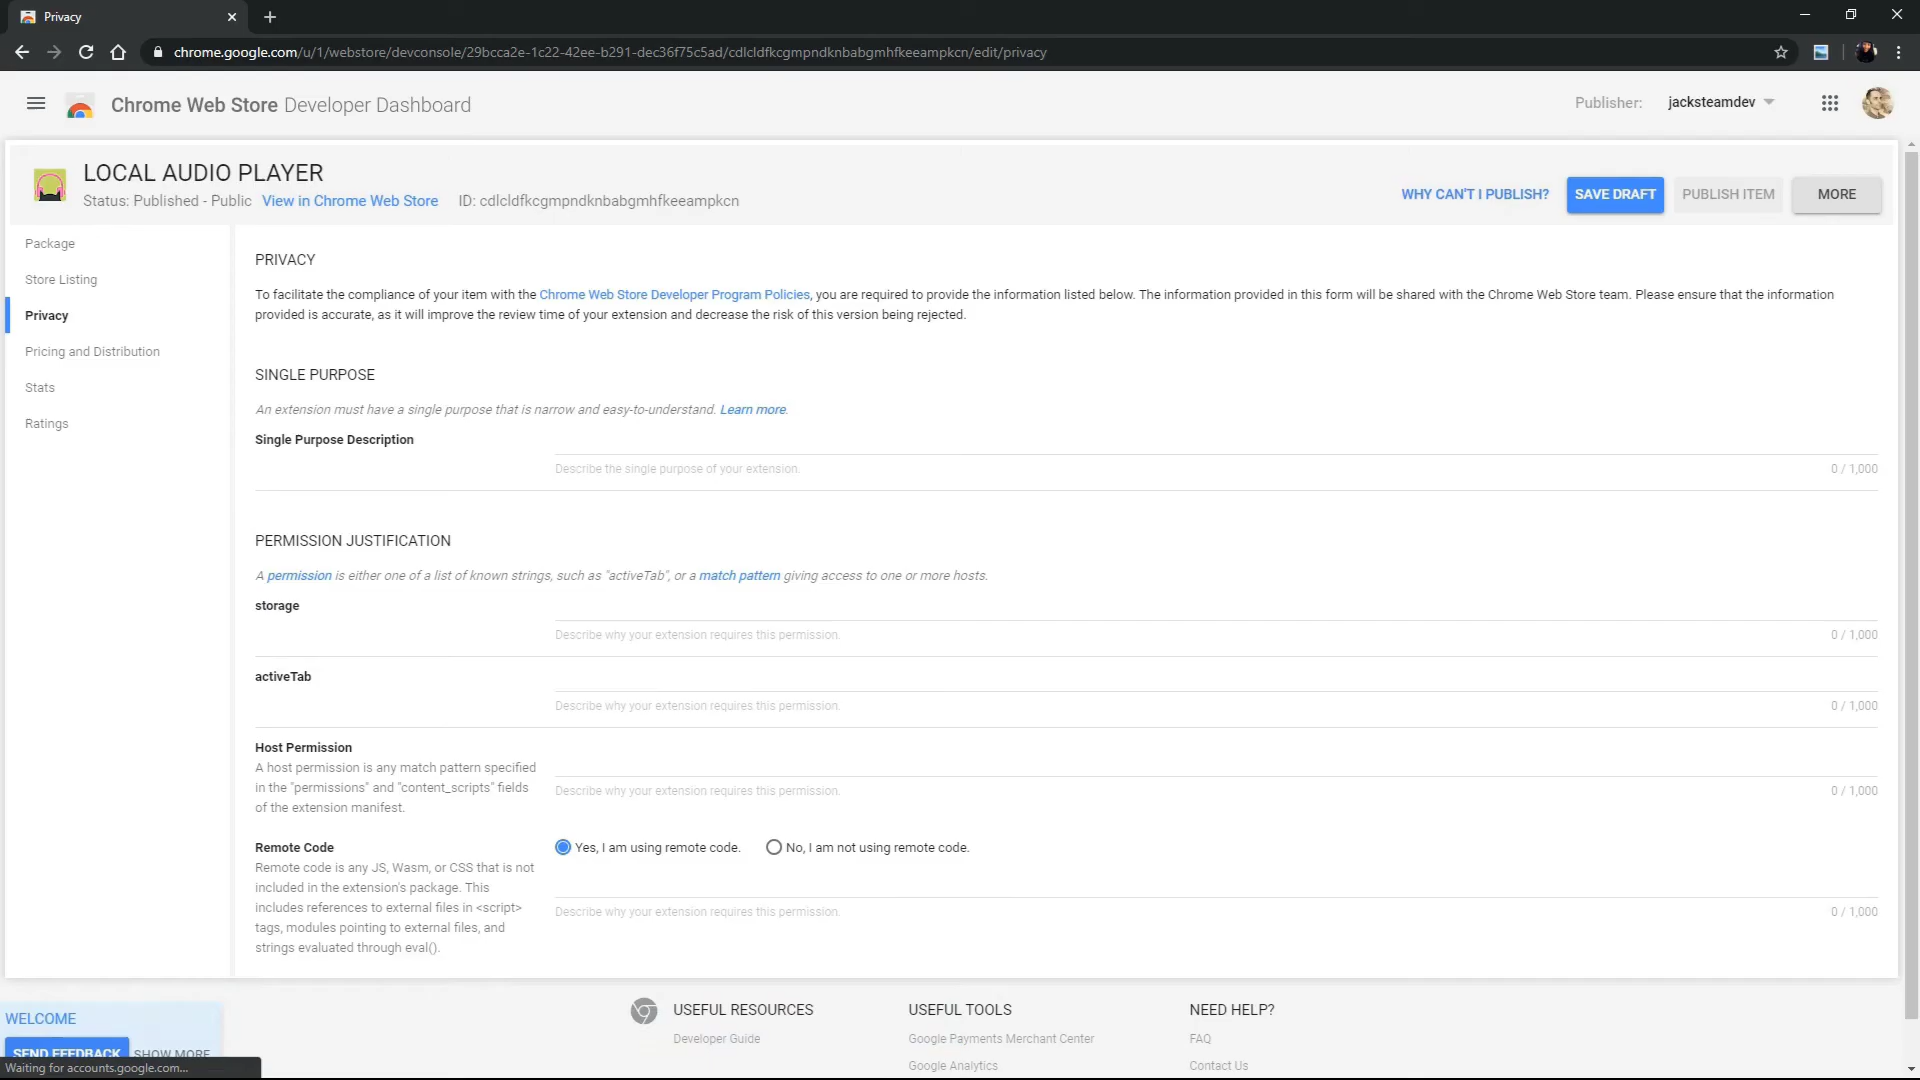 Privacy
chrome.google.com/u/1/webstore/devconsole/29bcca2e-1c22-42ee-b291-dec36f75c5ad/cdlcldfkcgmpndknbabgmhfkeeampkcn/edit/privacy
Chrome Web Store Developer Dashboard
Publisher: jacksteamdev
LOCAL AUDIO PLAYER
Status: Published - Public View in Chrome Web Store ID: cdlcldfkcgmpndknbabgmhfkeeampkcn
WHY CAN'T I PUBLISH? SAVE DRAFT PUBLISH ITEM MORE
Package
Store Listing
Privacy
Pricing and Distribution
Stats
Ratings
PRIVACY
To facilitate the compliance of your item with the Chrome Web Store Developer Program Policies, you are required to provide the information listed below. The information provided in this form will be shared with the Chrome Web Store team. Please ensure that the information
provided is accurate, as it will improve the review time of your extension and decrease the risk of this version being rejected.
SINGLE PURPOSE
An extension must have a single purpose that is narrow and easy-to-understand. Learn more.
Single Purpose Description
Describe the single purpose of your extension. 0 / 1,000
PERMISSION JUSTIFICATION
A permission is either one of a list of known strings, such as "activeTab", or a match pattern giving access to one or more hosts.
storage
Describe why your extension requires this permission. 0 / 1,000
activeTab
Describe why your extension requires this permission. 0 / 1,000
Host Permission
A host permission is any match pattern specified
in the "permissions" and "content_scripts" fields
of the extension manifest.
Describe why your extension requires this permission. 0 / 1,000
Remote Code
Remote code is any JS, Wasm, or CSS that is not
included in the extension's package. This
includes references to external files in <script>
tags, modules pointing to external files, and
strings evaluated through eval().
Yes, I am using remote code. No, I am not using remote code.
Describe why your extension requires this permission. 0 / 1,000
WELCOME
SEND FEEDBACK SHOW MORE
Waiting for accounts.google.com...
USEFUL RESOURCES
Developer Guide
USEFUL TOOLS
Google Payments Merchant Center
Google Analytics
NEED HELP?
FAQ
Contact Us